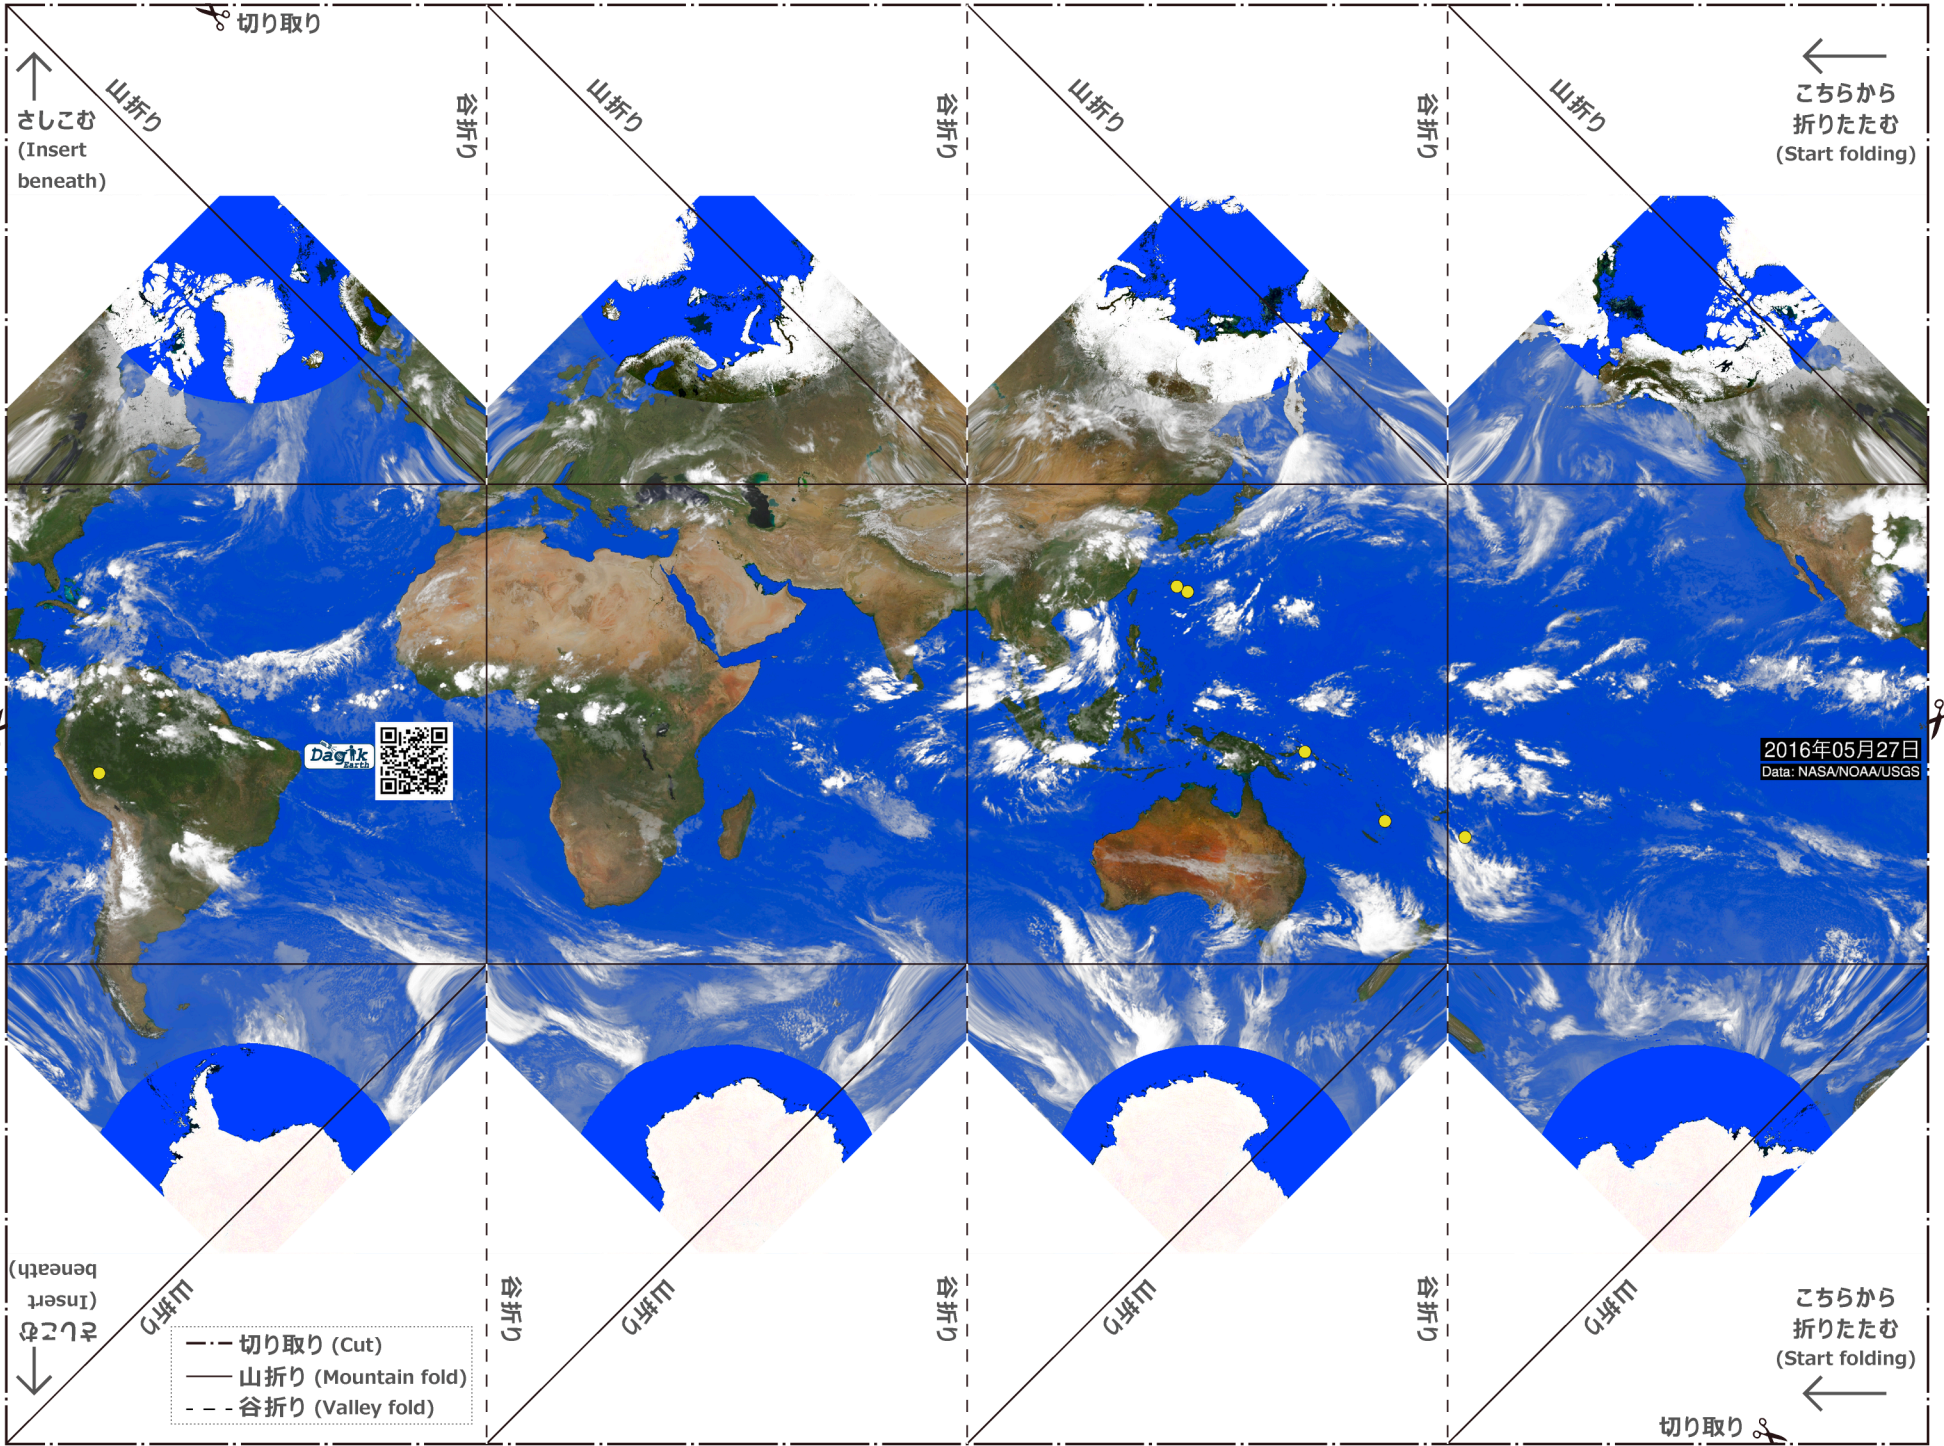 切り取り
山折り
谷折り
山折り
谷折り
山折り
谷折り
山折り
さしこむ
(Insert
beneath)
こちらから
折りたたむ
(Start folding)
Dagik
Earth
2016年05月27日
Data: NASA/NOAA/USGS
さしこむ
(Insert
beneath)
山折り
谷折り
山折り
谷折り
山折り
谷折り
山折り
こちらから
折りたたむ
(Start folding)
切り取り (Cut)
山折り (Mountain fold)
谷折り (Valley fold)
切り取り